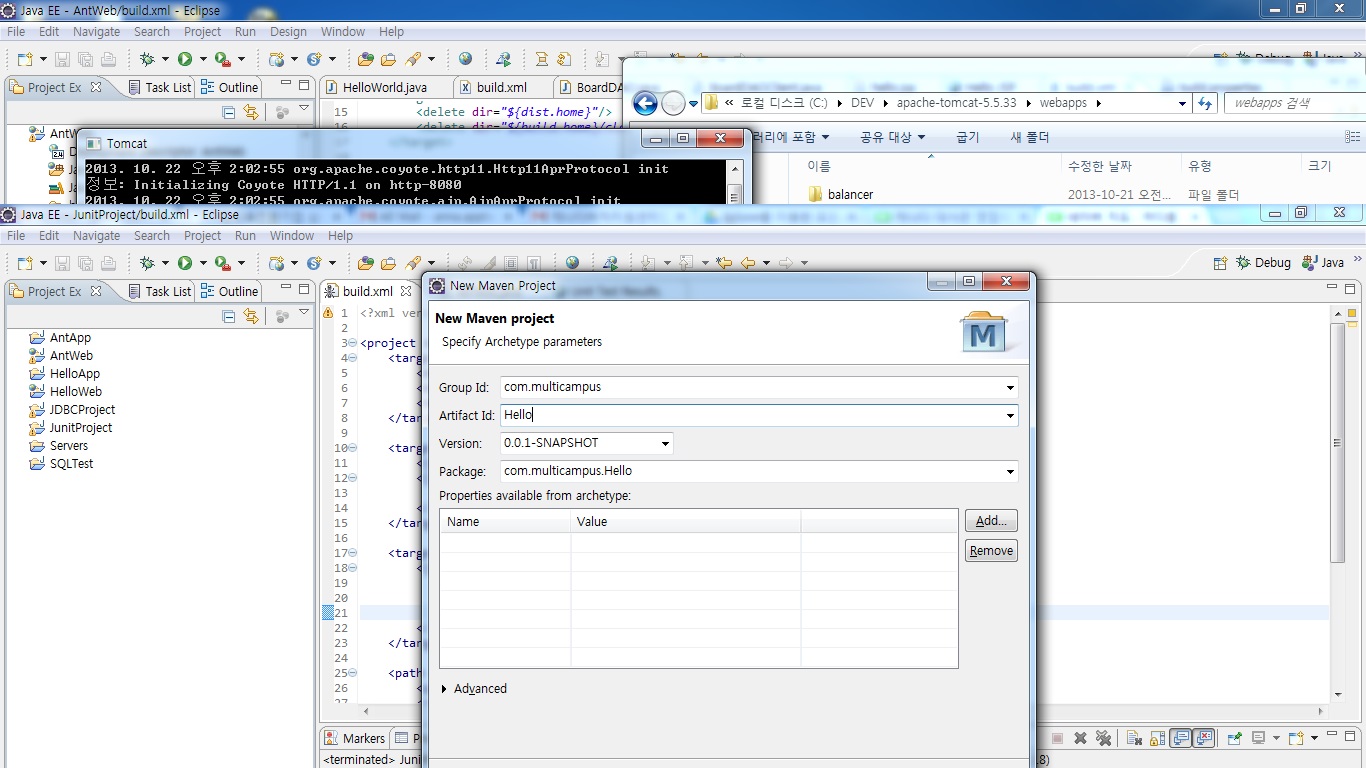 Java EE - AntWeb/build.xml - Eclipse
File Edit Navigate Search Project Run Design Window Help
Debug Java
Project Ex Task List Outline HelloWorld.java build.xml BoardDA
15 <delete dir="${dist.home}"/>
16 <delete dir="${build.home}/cl
로컬 디스크 (C:) DEV apache-tomcat-5.5.33 webapps
webapps 검색
공유 대상 굽기 새 폴더
이름 수정한 날짜 유형 크기
balancer 2013-10-21 오전... 파일 폴더
Tomcat
2013. 10. 22 오후 2:02:55 org.apache.coyote.http11.Http11AprProtocol init
정보: Initializing Coyote HTTP/1.1 on http-8080
2013. 10. 22 오후 2:02:55 org.apache.coyote.ajp.AjpAprProtocol init
Java EE - JunitProject/build.xml - Eclipse
File Edit Navigate Search Project Run Window Help
Debug Java
Project Ex Task List Outline build.xml
AntApp
AntWeb
HelloApp
HelloWeb
JDBCProject
JunitProject
Servers
SQLTest
1 <?xml ver
2
3 <project
4 <targ
5 <
6 <
7 <
8 </tar
9
10 <targ
11 <
12 <
13
14
15 </tar
16
17 <targ
18 <
19
20
21
22 <
23 </tar
24
25 <path
26 <
27
New Maven Project
New Maven project
Specify Archetype parameters
M
Group Id: com.multicampus
Artifact Id: Hello
Version: 0.0.1-SNAPSHOT
Package: com.multicampus.Hello
Properties available from archetype:
Name Value
Add...
Remove
Advanced
Markers
<terminated> Juni